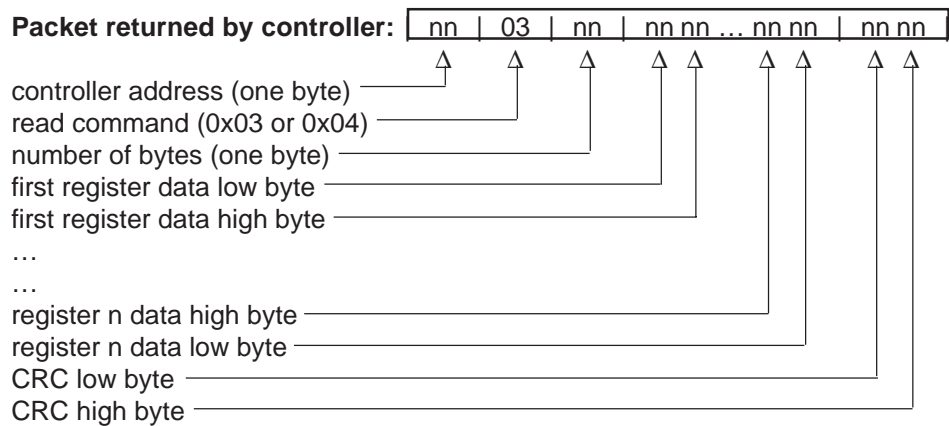 Packet returned by controller: nn | 03 | nn | nn nn … nn nn | nn nn
controller address (one byte)
read command (0x03 or 0x04)
number of bytes (one byte)
first register data low byte
first register data high byte
…
…
register n data high byte
register n data low byte
CRC low byte
CRC high byte